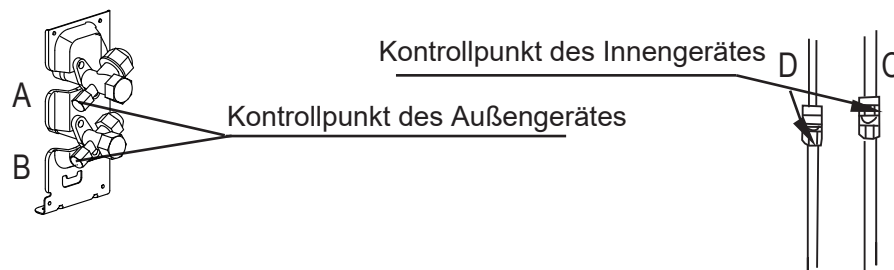 Kontrollpunkt des Innengerätes
D
C
A
Kontrollpunkt des Außengerätes
B